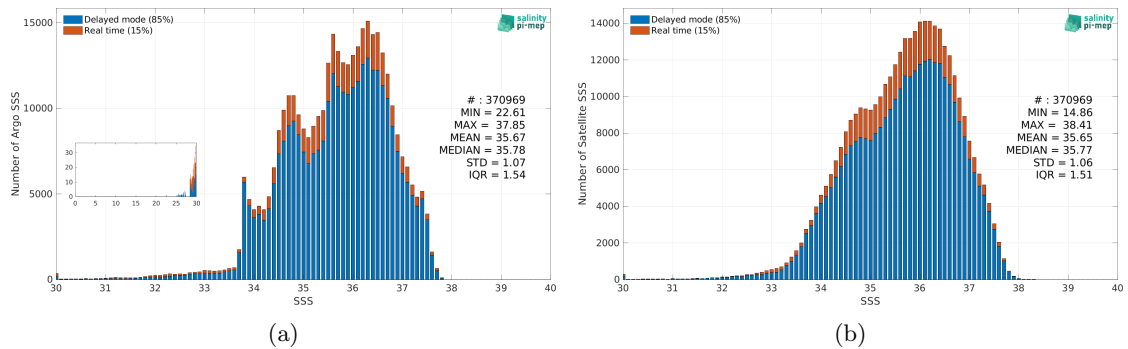 Delayed mode (85%)
Real time (15%)
salinity
pi-mep
Number of Argo SSS
15000
10000
5000
0
# : 370969
MIN = 22.61
MAX = 37.85
MEAN = 35.67
MEDIAN = 35.78
STD = 1.07
IQR = 1.54
30
20
10
0
0 5 10 15 20 25 30
30 31 32 33 34 35 36 37 38 39 40
SSS
(a)
Delayed mode (85%)
Real time (15%)
salinity
pi-mep
Number of Satellite SSS
14000
12000
10000
8000
6000
4000
2000
0
# : 370969
MIN = 14.86
MAX = 38.41
MEAN = 35.65
MEDIAN = 35.77
STD = 1.06
IQR = 1.51
30 31 32 33 34 35 36 37 38 39 40
SSS
(b)